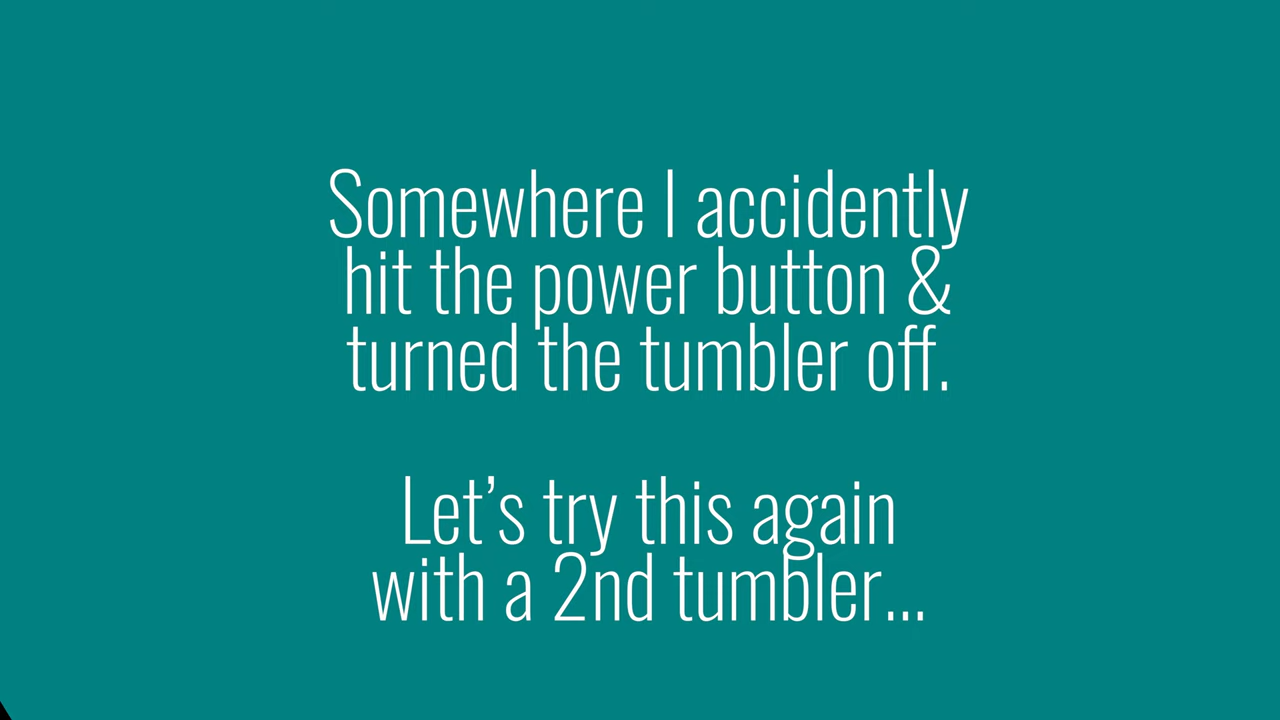 Somewhere I accidently
hit the power button &
turned the tumbler off.
Let’s try this again
with a 2nd tumbler...